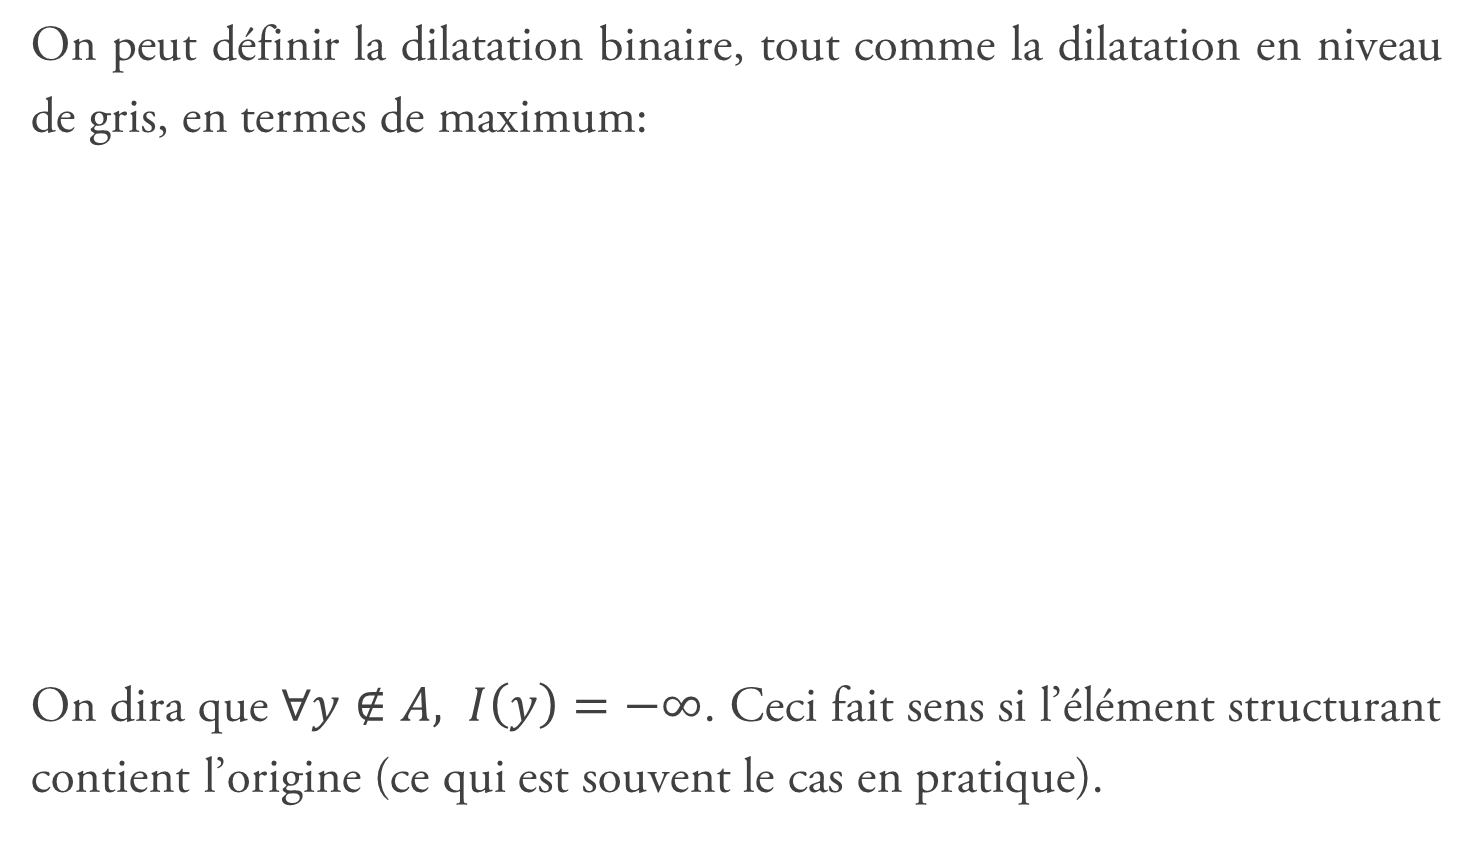 On peut définir la dilatation binaire, tout comme la dilatation en niveau
de gris, en termes de maximum:
On dira que ∀y ∉ A, I(y) = −∞. Ceci fait sens si l’élément structurant
contient l’origine (ce qui est souvent le cas en pratique).